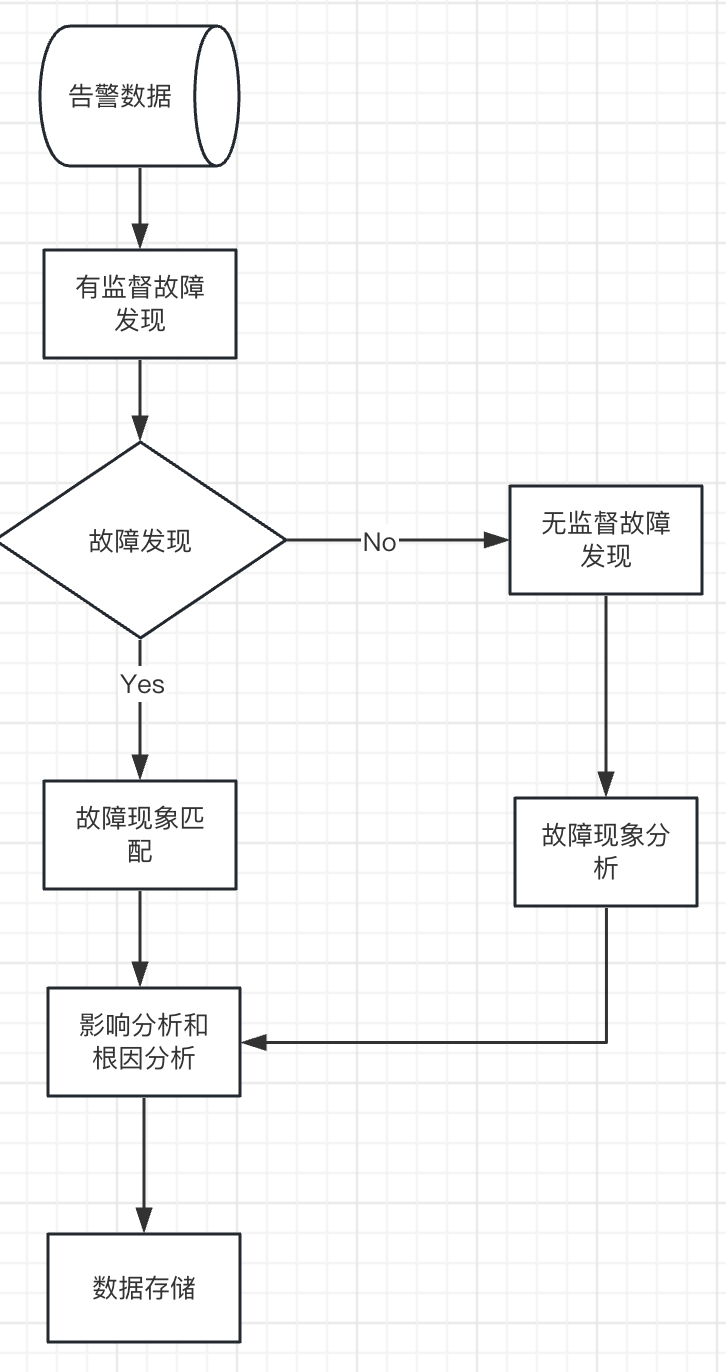 告警数据
有监督故障
发现
故障发现
No
无监督故障
发现
Yes
故障现象匹
配
故障现象分
析
影响分析和
根因分析
数据存储